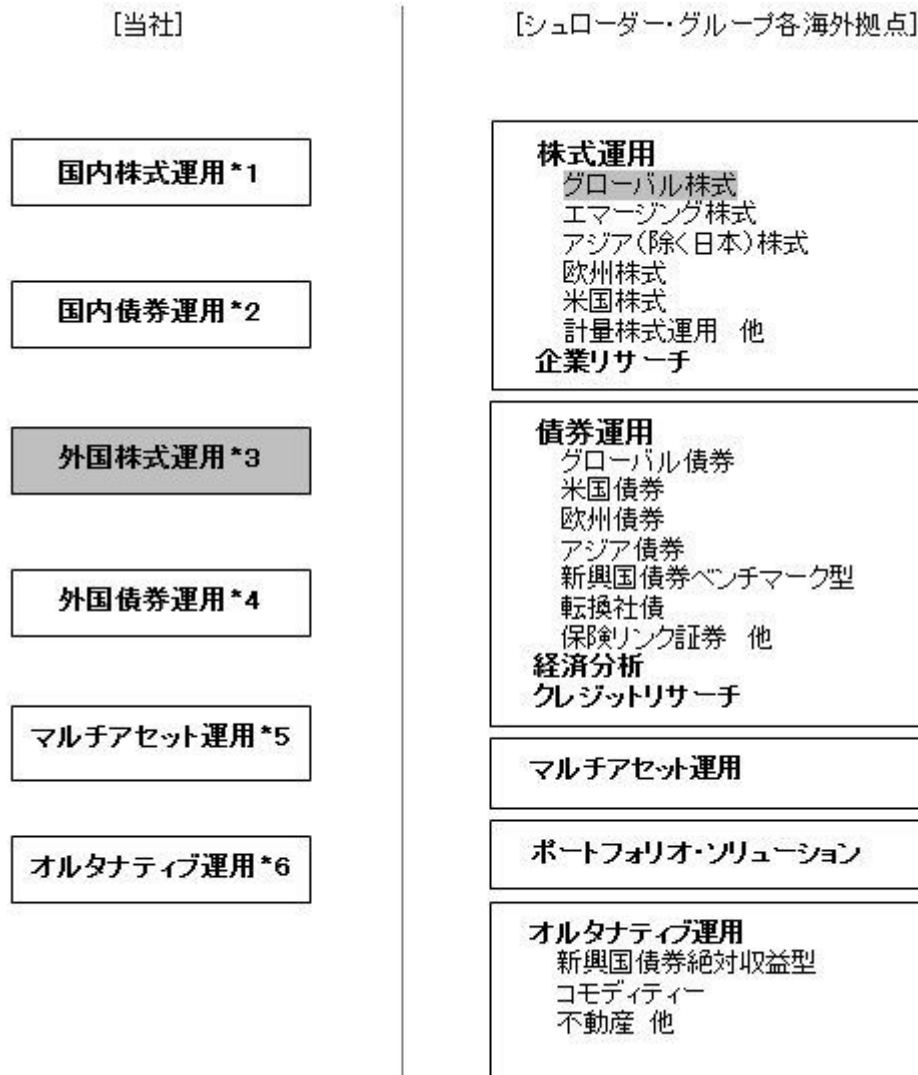 [当社]
国内株式運用*1
国内債券運用*2
外国株式運用*3
外国債券運用*4
マルチアセット運用*5
オルタナティブ運用*6
[シュローダー・グループ各海外拠点]
株式運用
グローバル株式
エマージング株式
アジア(除く日本)株式
欧州株式
米国株式
計量株式運用 他
企業リサーチ
債券運用
グローバル債券
米国債券
欧州債券
アジア債券
新興国債券ベンチマーク型
転換社債
保険リンク証券 他
経済分析
クレジットリサーチ
マルチアセット運用
ポートフォリオ・ソリューション
オルタナティブ運用
新興国債券絶対収益型
コモディティー
不動産 他